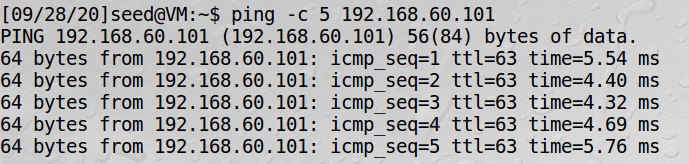 [09/28/20]seed@VM:~$ ping -c 5 192.168.60.101
PING 192.168.60.101 (192.168.60.101) 56(84) bytes of data.
64 bytes from 192.168.60.101: icmp_seq=1 ttl=63 time=5.54 ms
64 bytes from 192.168.60.101: icmp_seq=2 ttl=63 time=4.40 ms
64 bytes from 192.168.60.101: icmp_seq=3 ttl=63 time=4.32 ms
64 bytes from 192.168.60.101: icmp_seq=4 ttl=63 time=4.69 ms
64 bytes from 192.168.60.101: icmp_seq=5 ttl=63 time=5.76 ms